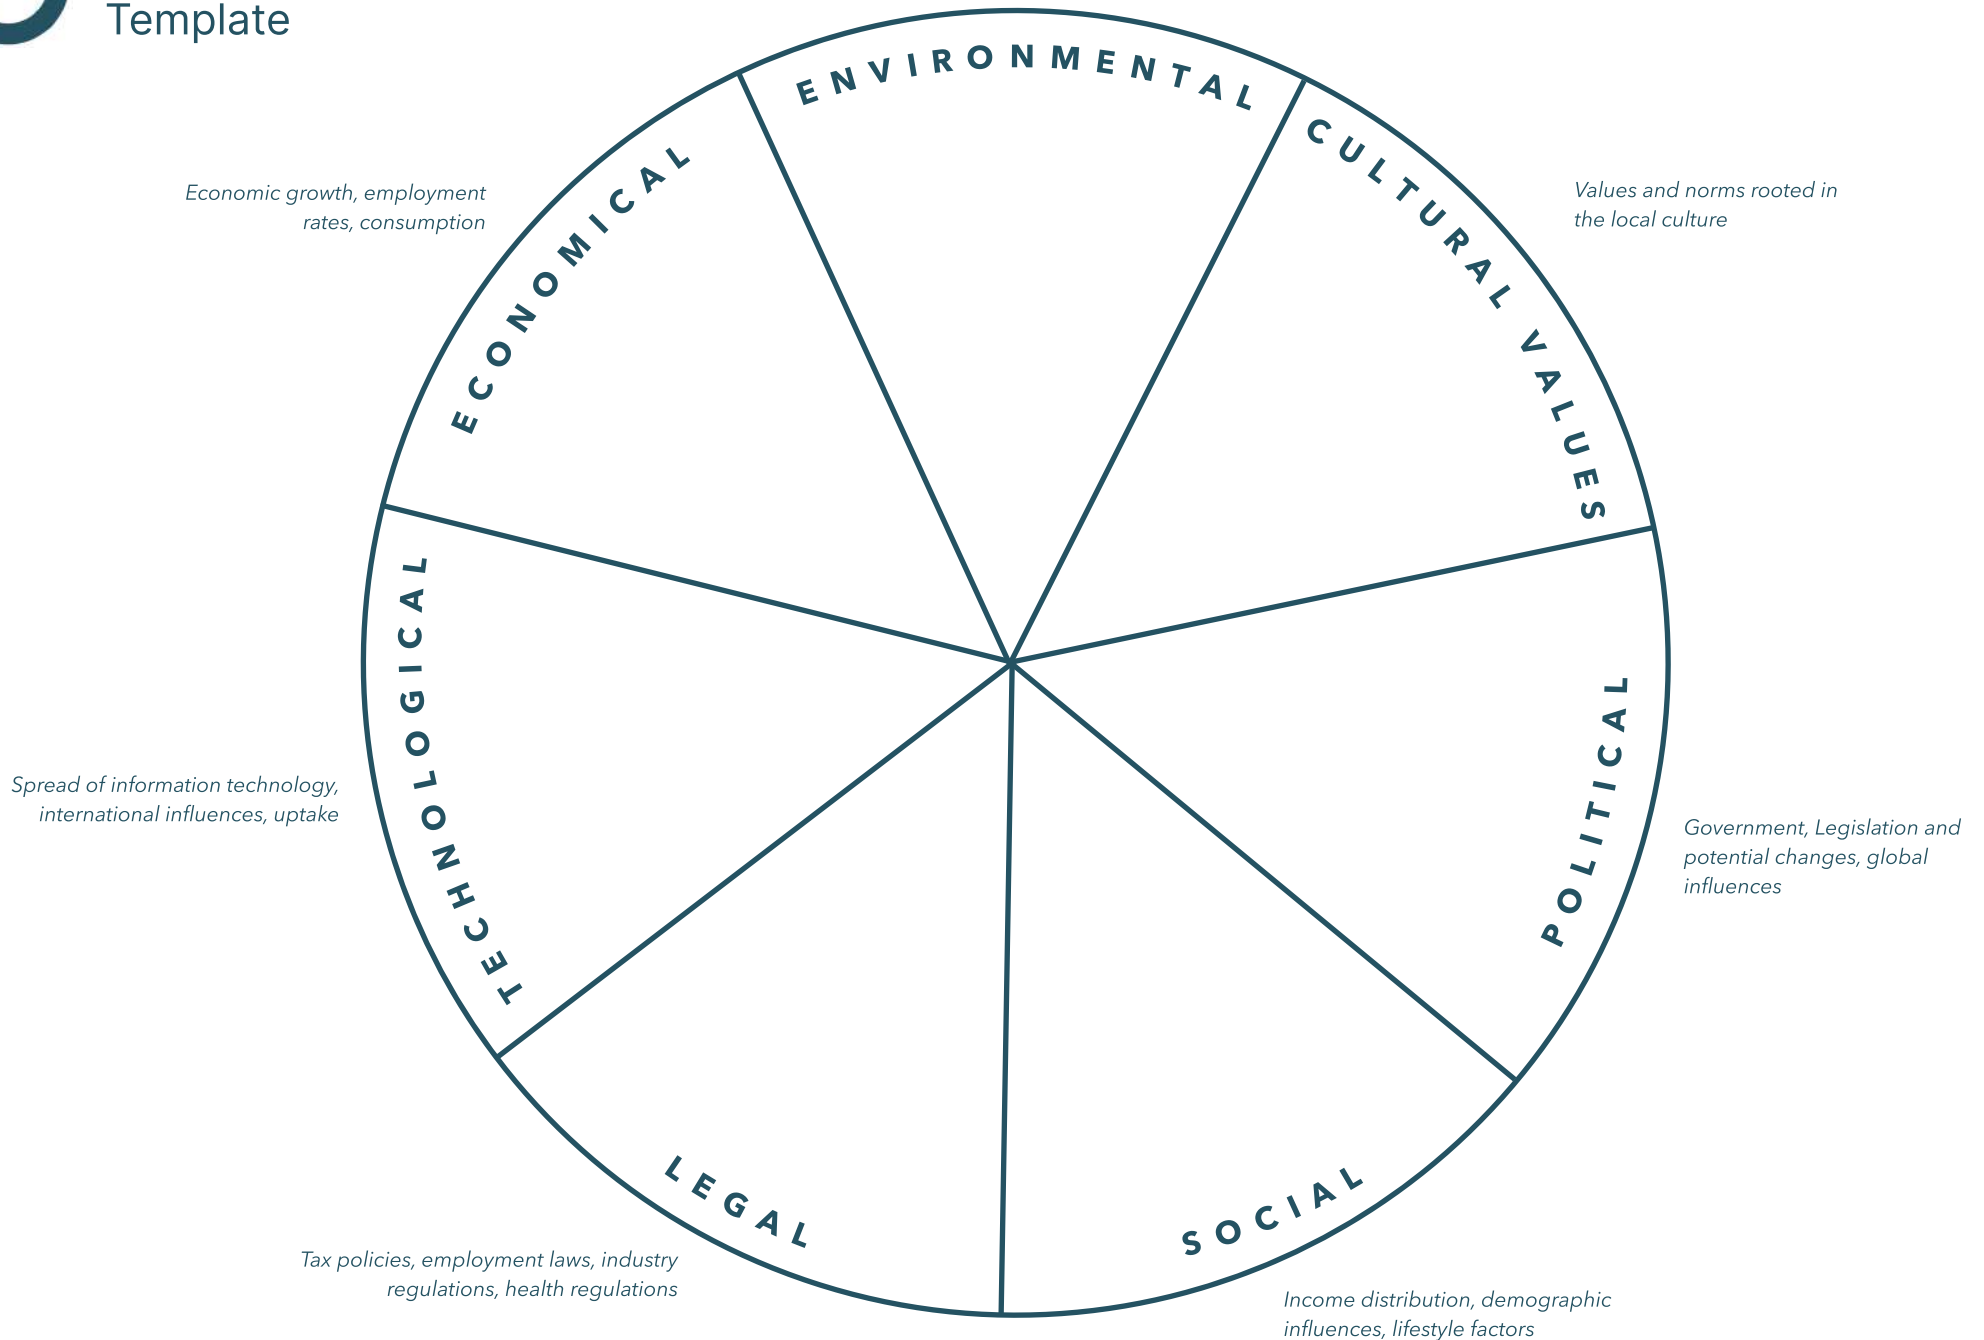 Template
ENVIRONMENTAL
CULTURAL VALUES
Values and norms rooted in
the local culture
POLITICAL
Government, Legislation and
potential changes, global
influences
SOCIAL
Income distribution, demographic
influences, lifestyle factors
LEGAL
Tax policies, employment laws, industry
regulations, health regulations
TECHNOLOGICAL
Spread of information technology,
international influences, uptake
ECONOMICAL
Economic growth, employment
rates, consumption